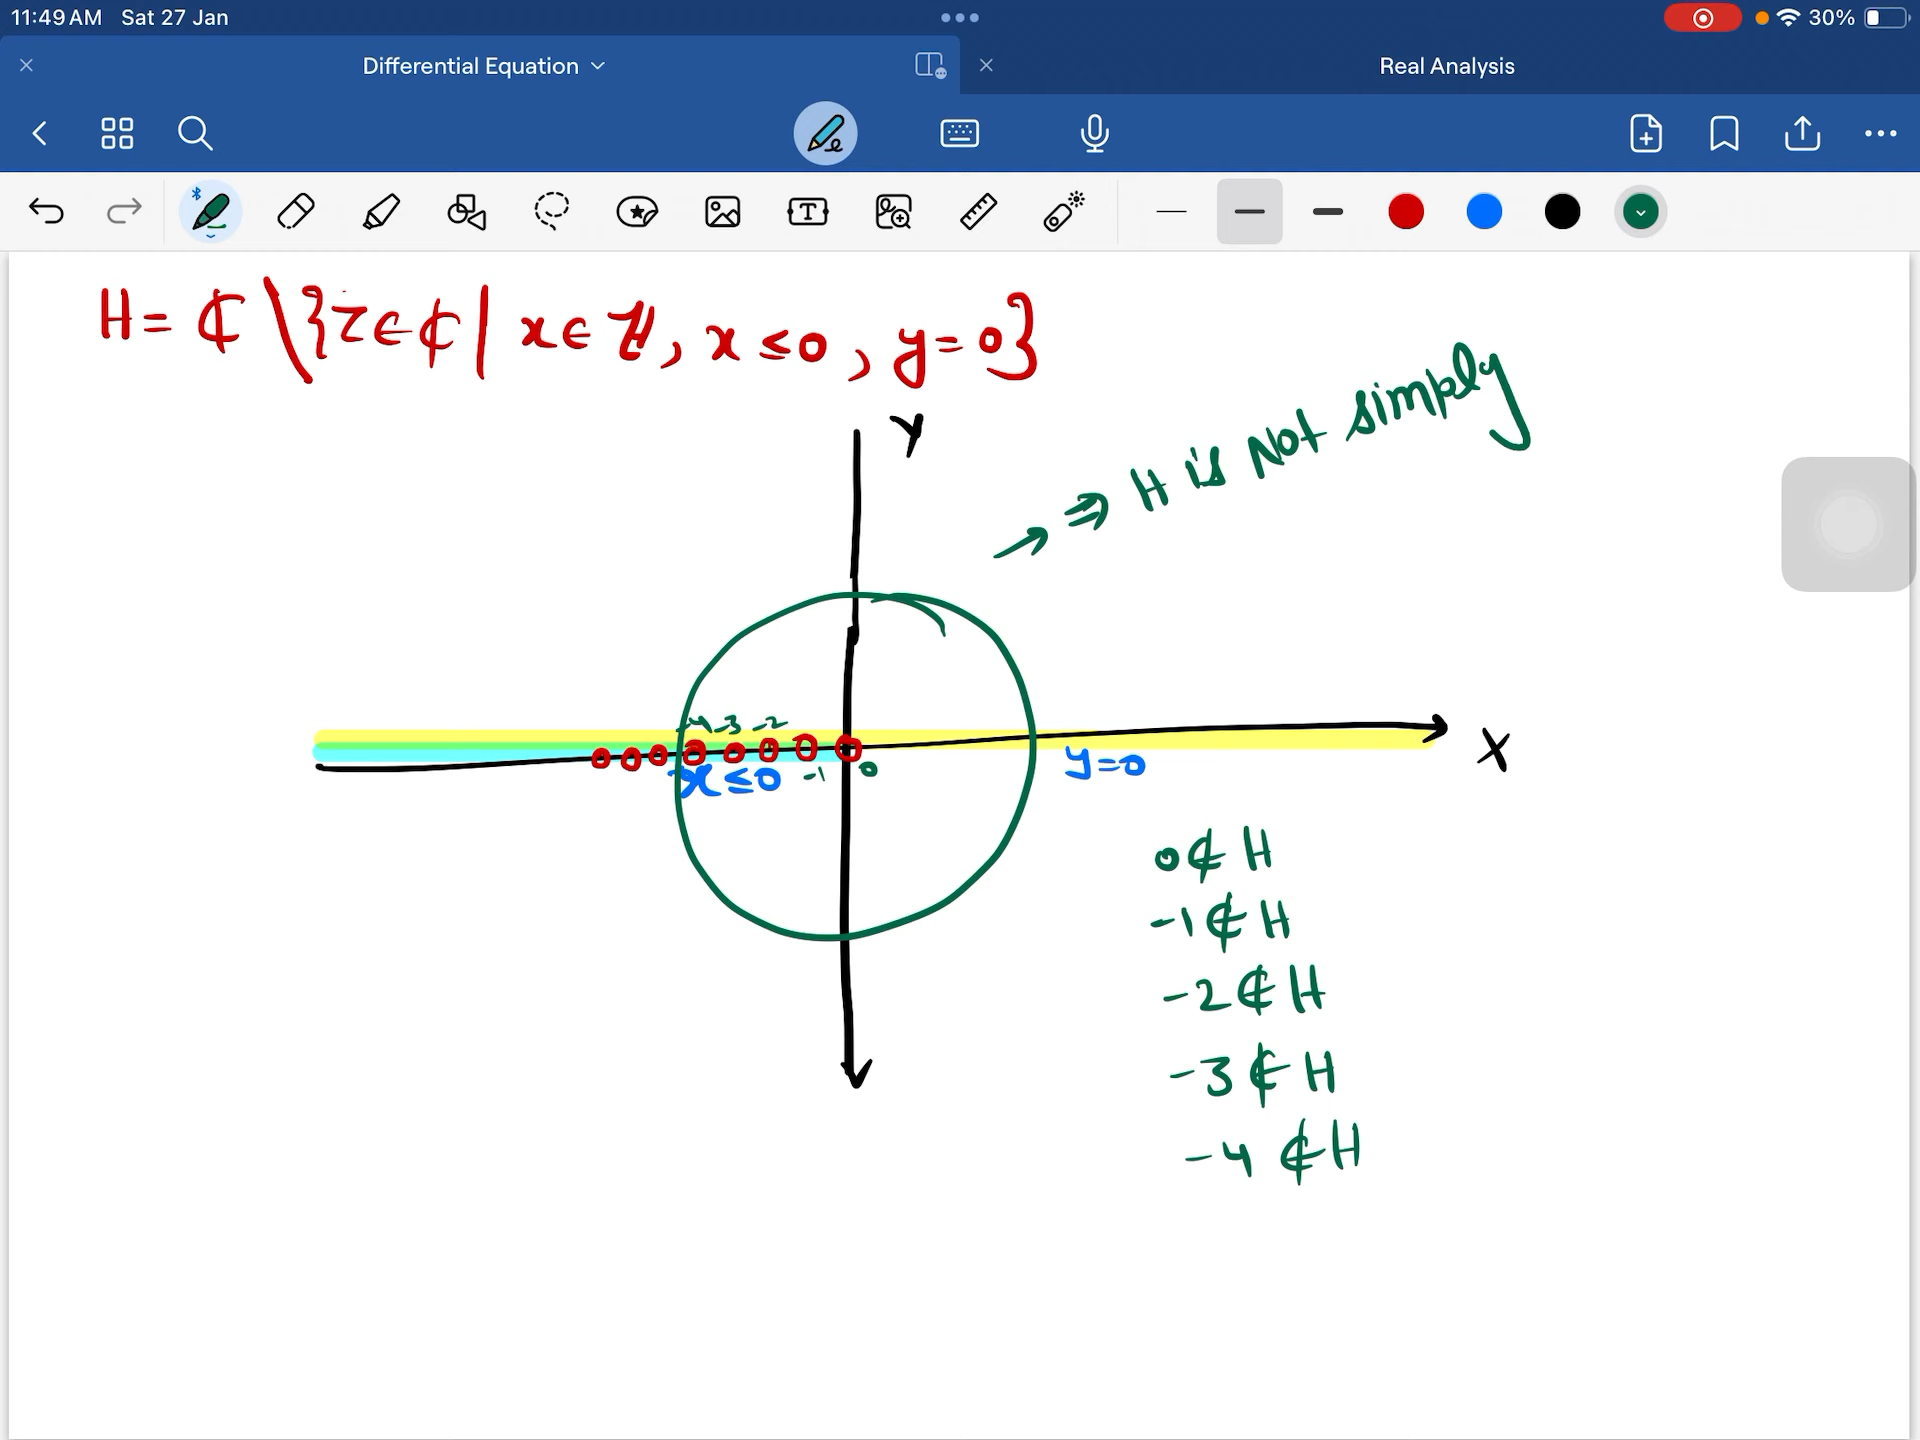 11:49 AM Sat 27 Jan
30%
Differential Equation
Real Analysis
H = ₵ \ {z ∈ ₵ | x ∈ ℤ, x ≤ 0, y = 0}
Y
→ ⇒ H is Not simply
-4 -3 -2
X
x ≤ 0 -1 0 y=0
0 ∉ H
-1 ∉ H
-2 ∉ H
-3 ∉ H
-4 ∉ H